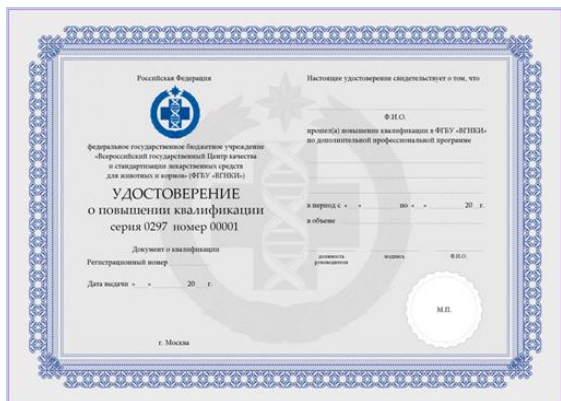 Российская Федерация
федеральное государственное бюджетное учреждение
«Всероссийский государственный Центр качества
и стандартизации лекарственных средств
для животных и кормов» (ФГБУ «ВГНКИ»)
УДОСТОВЕРЕНИЕ
о повышении квалификации
серия 0297 номер 00001
Документ о квалификации
Регистрационный номер
Дата выдачи « » 20 г.
г. Москва
Настоящее удостоверение свидетельствует о том, что
Ф.И.О.
прошел(а) повышение квалификации в ФГБУ «ВГНКИ»
по дополнительной профессиональной программе
в период с « » по « » 20 г.
в объеме
должность подпись Ф.И.О.
руководителя
М.П.